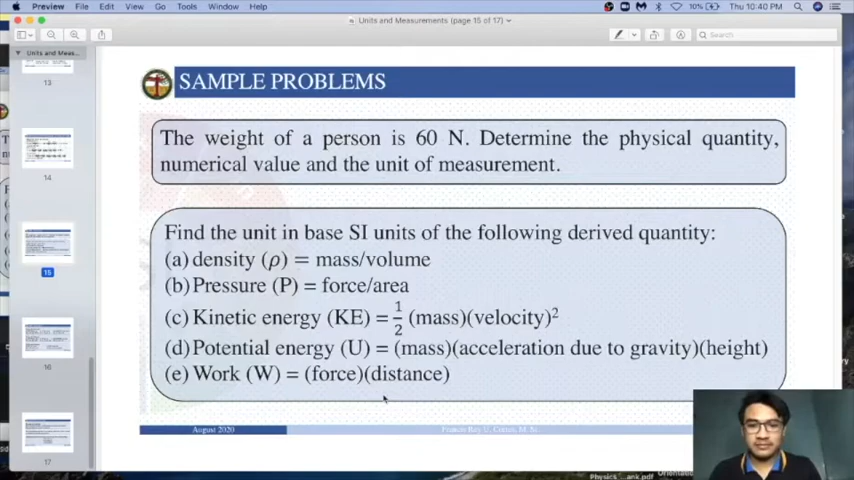 Preview File Edit View Go Tools Window Help
10% Thu 10:40 PM
Units and Measurements (page 15 of 17)
Search
Units and Meas...
13
14
15
16
17
SAMPLE PROBLEMS
The weight of a person is 60 N. Determine the physical quantity,
numerical value and the unit of measurement.
Find the unit in base SI units of the following derived quantity:
(a) density (ρ) = mass/volume
(b) Pressure (P) = force/area
(c) Kinetic energy (KE) = 1/2 (mass)(velocity)²
(d) Potential energy (U) = (mass)(acceleration due to gravity)(height)
(e) Work (W) = (force)(distance)
August 2020